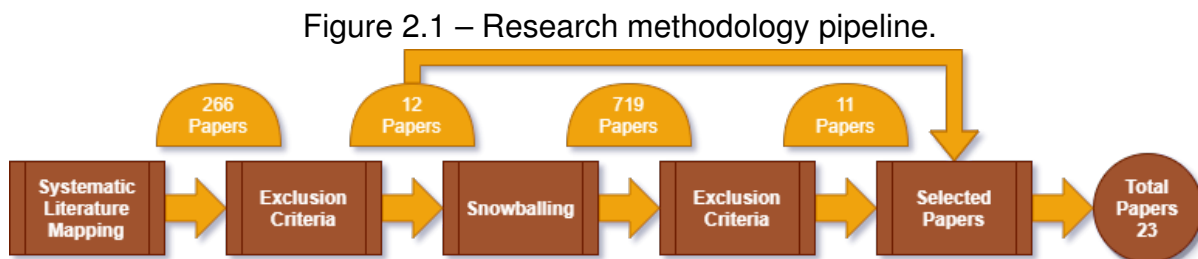 Figure 2.1 – Research methodology pipeline.
266
Papers
12
Papers
719
Papers
11
Papers
Systematic
Literature
Mapping
Exclusion
Criteria
Snowballing
Exclusion
Criteria
Selected
Papers
Total
Papers
23